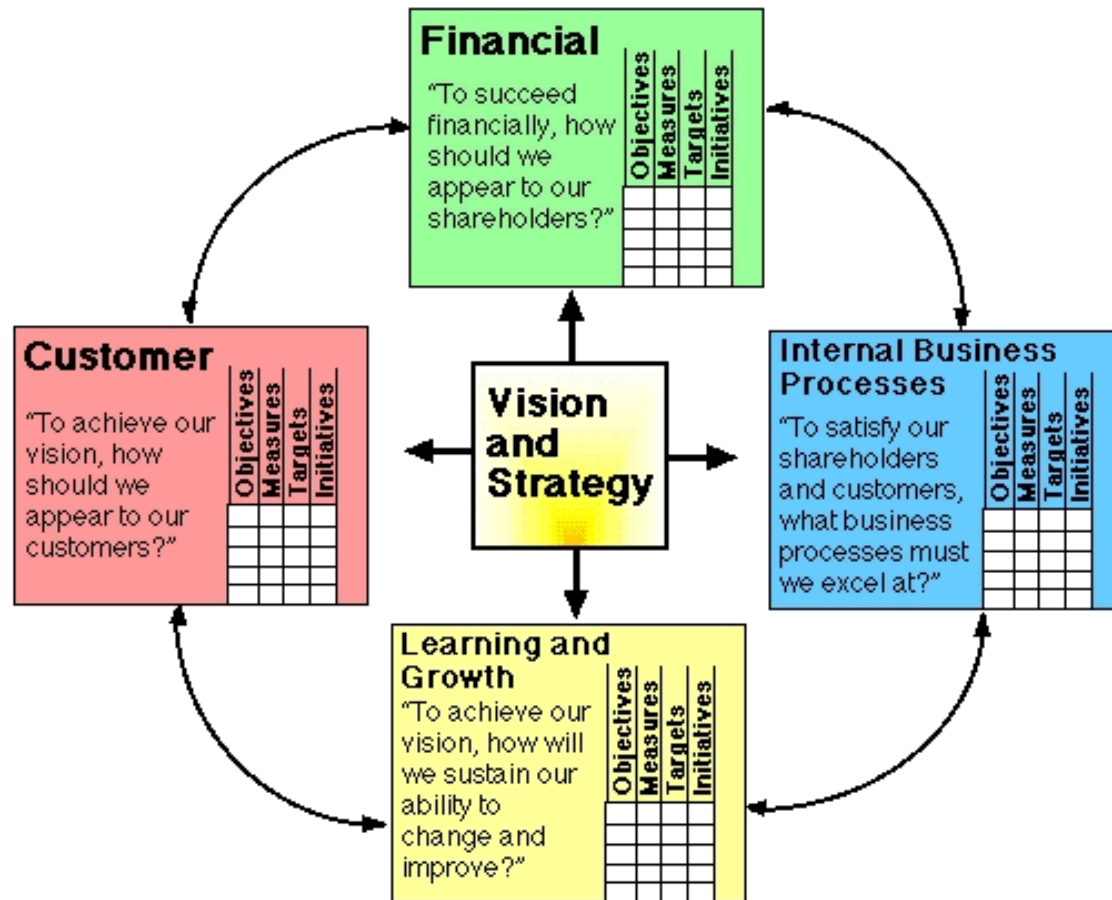 Financial
“To succeed
financially, how
should we
appear to our
shareholders?”
Objectives
Measures
Targets
Initiatives
Customer
“To achieve our
vision, how
should we
appear to our
customers?”
Objectives
Measures
Targets
Initiatives
Vision
and
Strategy
Internal Business
Processes
“To satisfy our
shareholders
and customers,
what business
processes must
we excel at?”
Objectives
Measures
Targets
Initiatives
Learning and
Growth
“To achieve our
vision, how will
we sustain our
ability to
change and
improve?”
Objectives
Measures
Targets
Initiatives